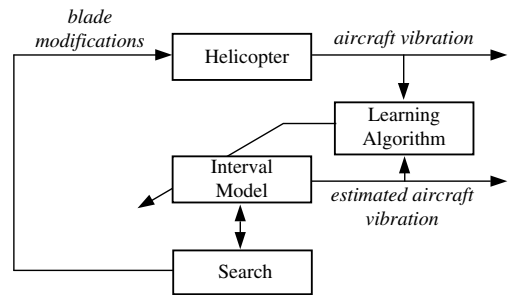 blade
modifications
Helicopter
aircraft vibration
Learning
Algorithm
Interval
Model
estimated aircraft
vibration
Search